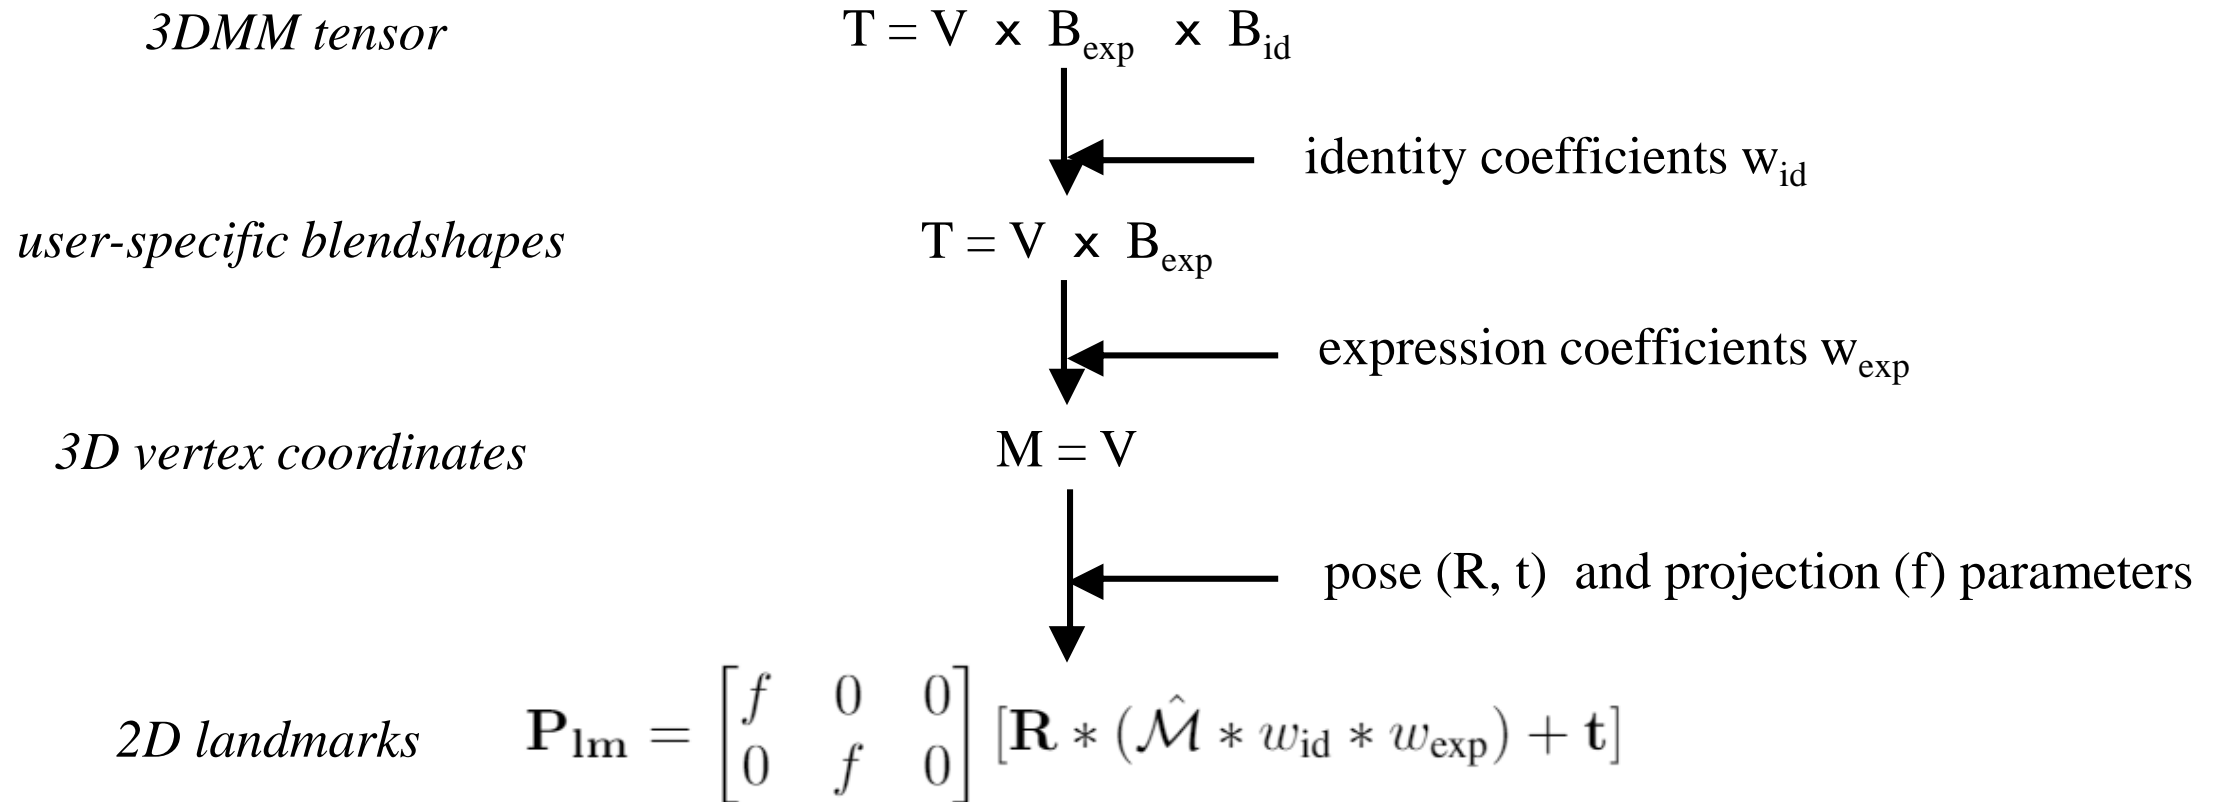 3DMM tensor T = V x B_exp x B_id
identity coefficients w_id
user-specific blendshapes T = V x B_exp
expression coefficients w_exp
3D vertex coordinates M = V
pose (R, t) and projection (f) parameters
2D landmarks P_lm = [f 0 0; 0 f 0] [R * (M̂ * w_id * w_exp) + t]